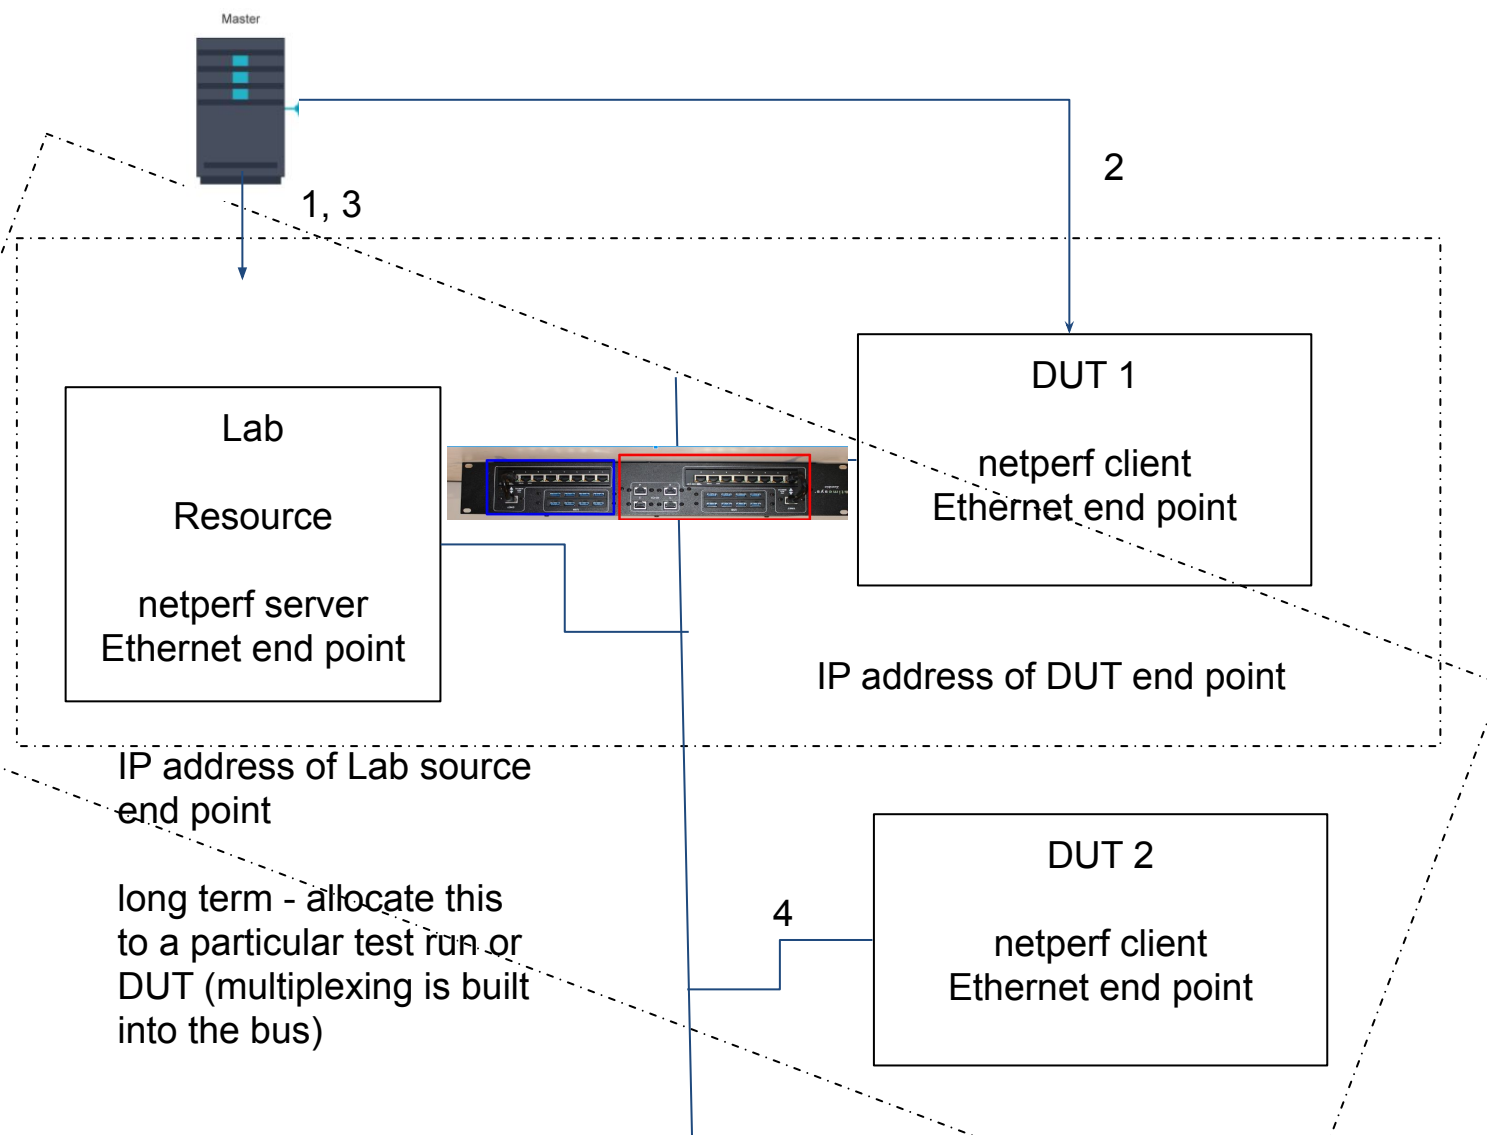 Master
2
1, 3
DUT 1
netperf client
Ethernet end point
Lab
Resource
netperf server
Ethernet end point
IP address of DUT end point
IP address of Lab source
end point
long term - allocate this
to a particular test run or
DUT (multiplexing is built
into the bus)
4
DUT 2
netperf client
Ethernet end point